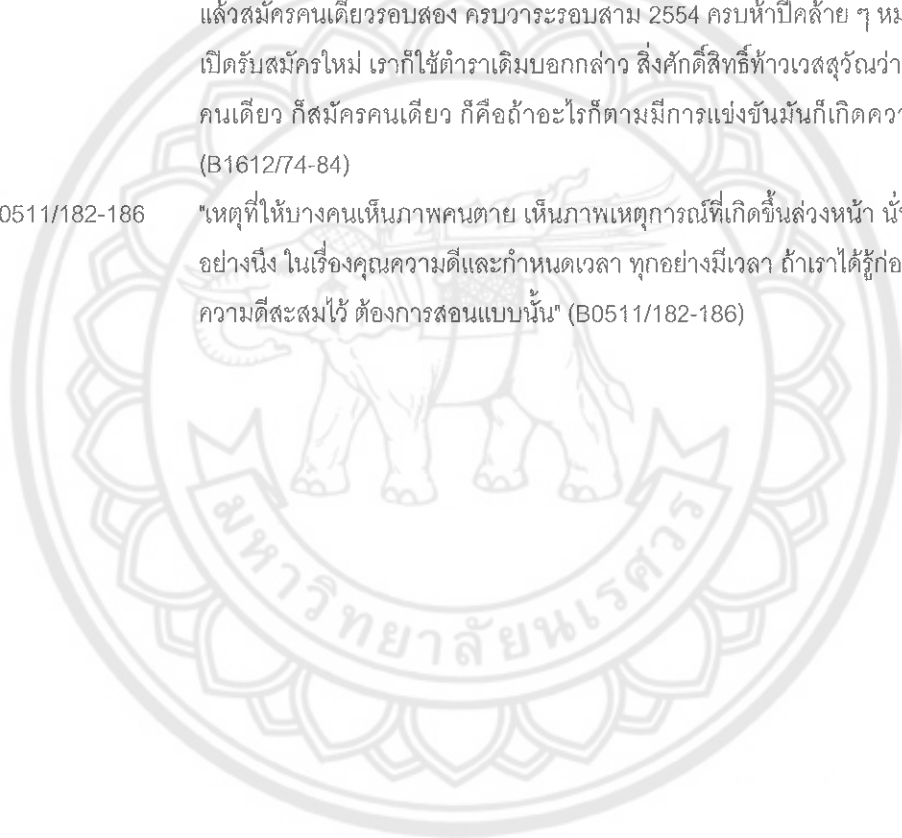 แล้วสมัครคนเดียวรอบสอง ครบวาระรอบสาม 2554 ครบห้าปีคล้าย ๆ
เปิดรับสมัครใหม่ เราก็ใช้ตำราเดิมบอกกล่าว สิ่งศักดิ์สิทธิ์ท้าวเวสสุวัณว่า
คนเดียว ก็สมัครคนเดียว ก็คือถ้าอะไรก็ตามมีการแข่งขันมันก็เกิด
(B1612/74-84)
0511/182-186 "เหตุที่ให้บางคนเห็นภาพคนตาย เห็นภาพเหตุการณ์ที่เกิดขึ้นล่วงหน้า
อย่างนึง ในเรื่องคุณความดีและกำหนดเวลา ทุกอย่างมีเวลา ถ้าเราได้รู้
ความดีสะสมไว้ ต้องการสอนแบบนั้น" (B0511/182-186)
มหาวิทยาลัยนเรศวร